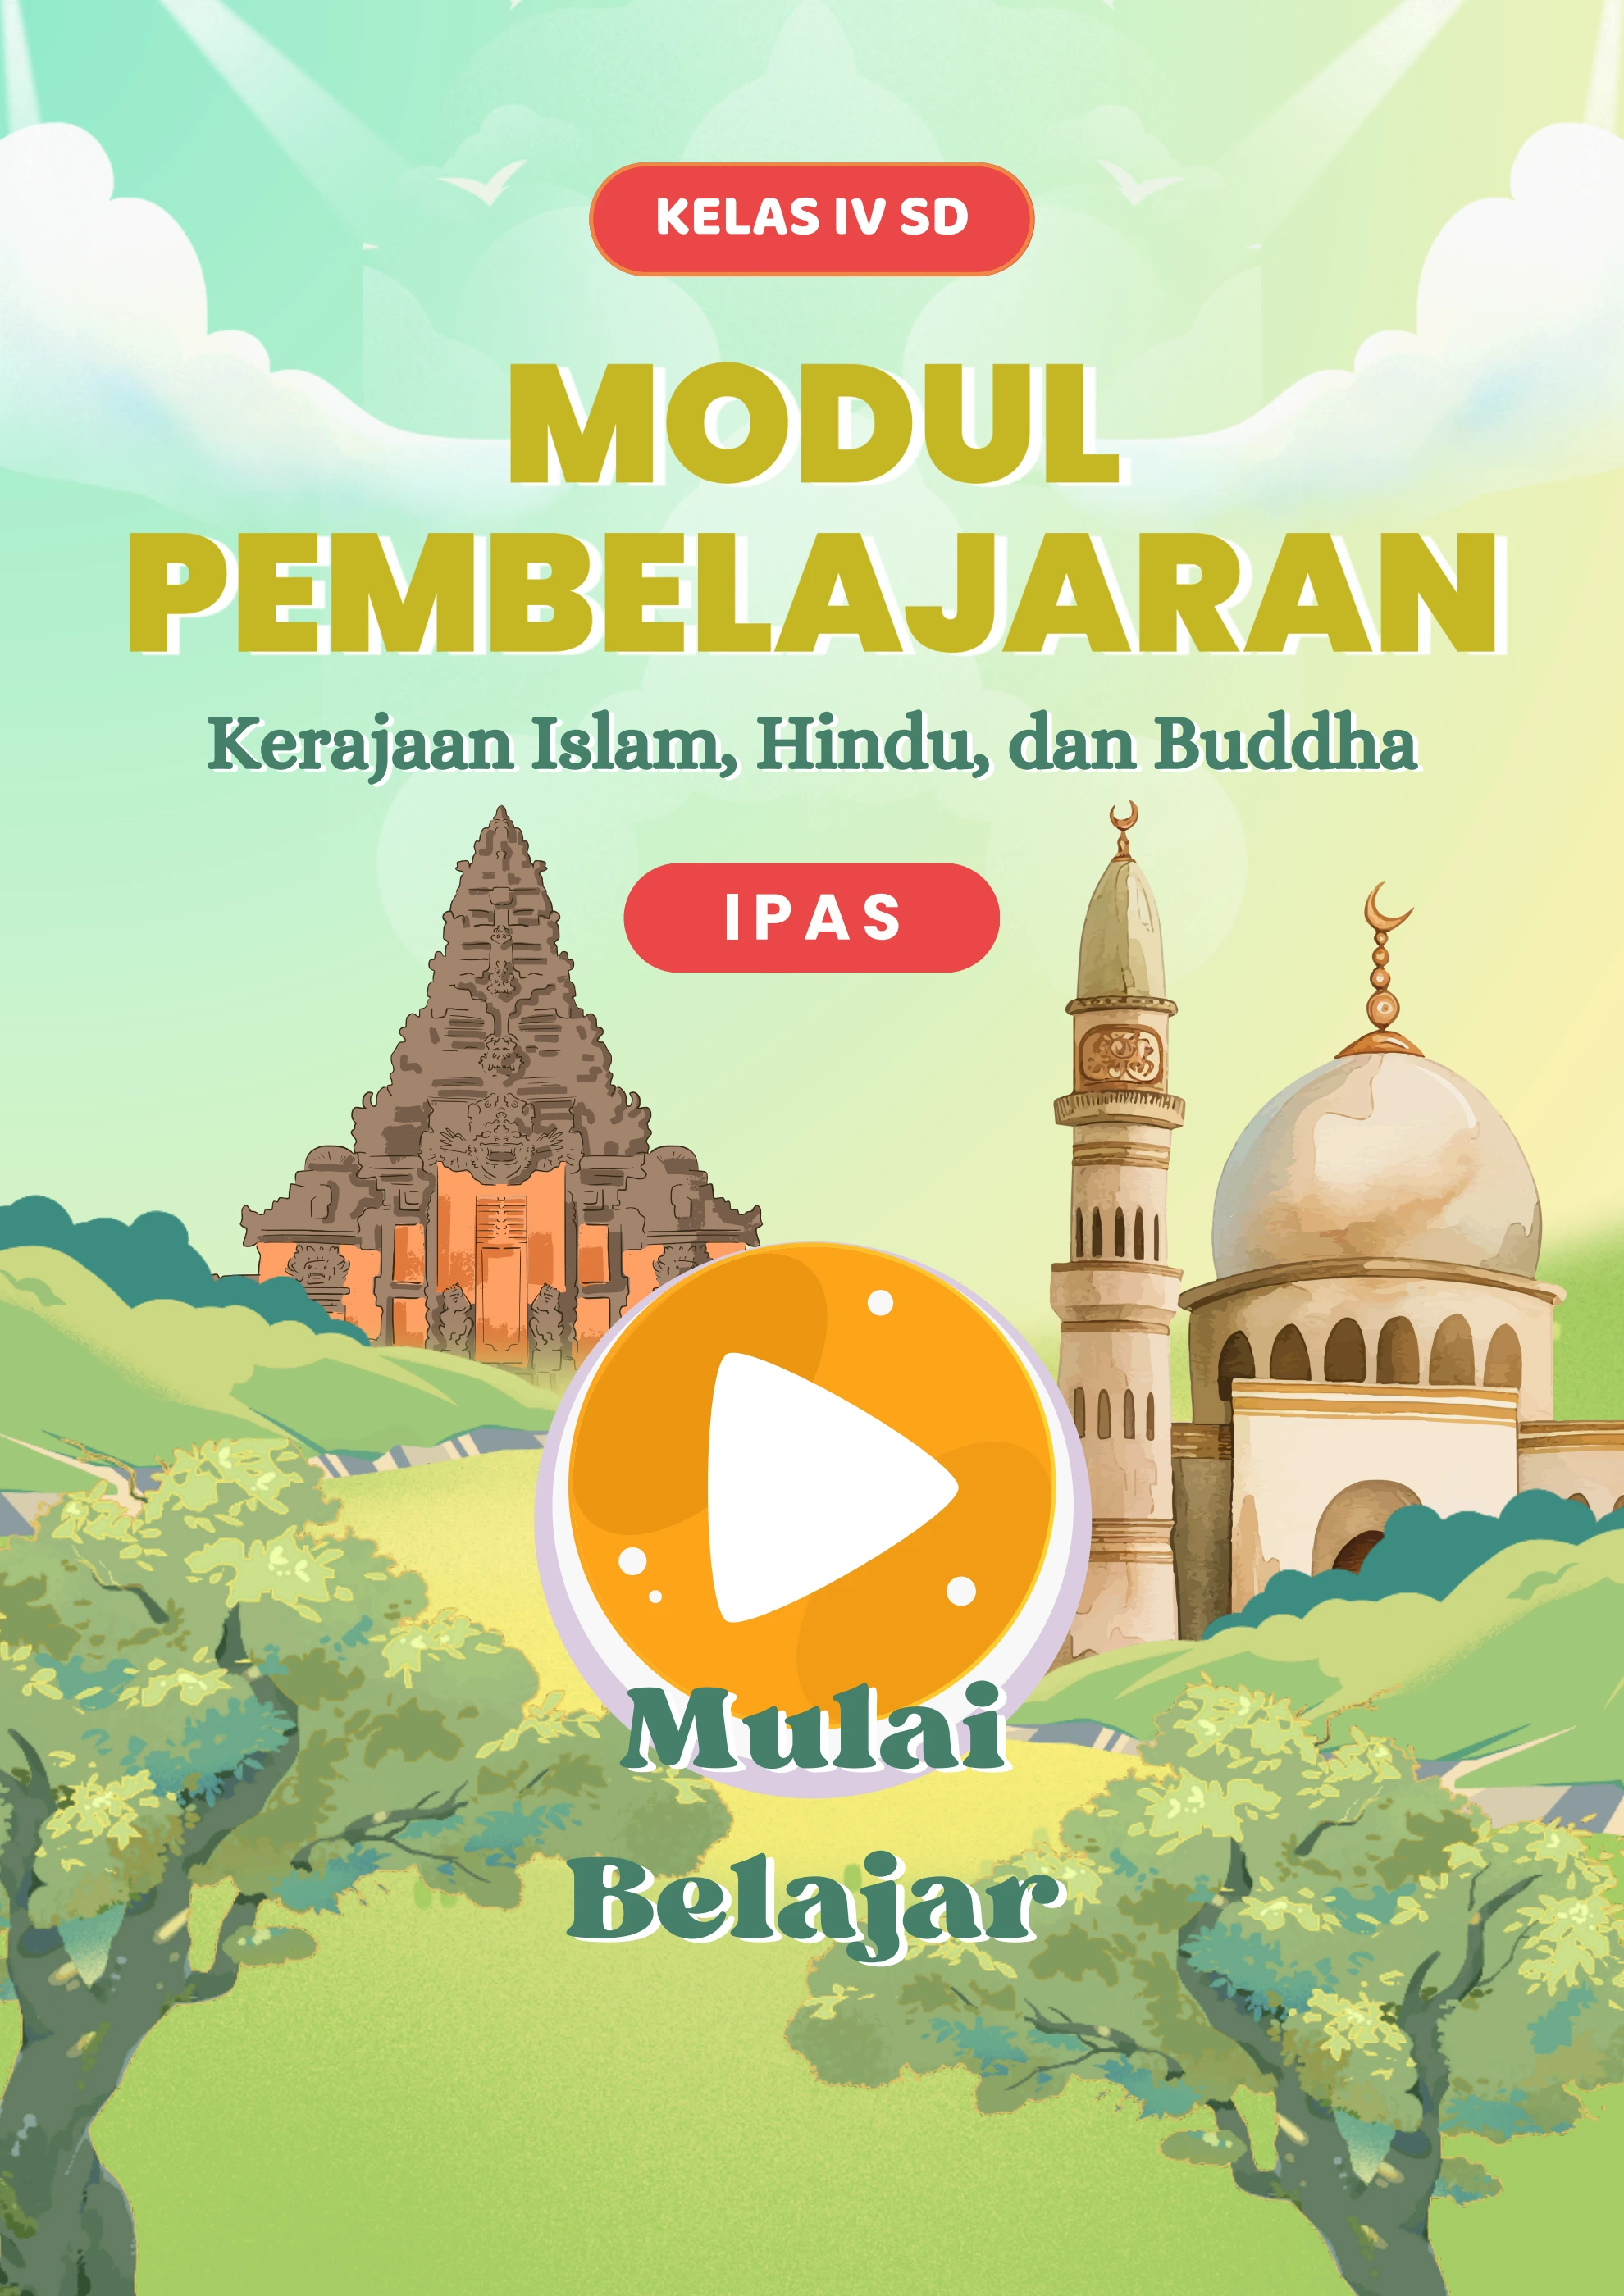 KELAS IV SD
MODUL
PEMBELAJARAN
Kerajaan Islam, Hindu, dan Buddha
IPAS
Mulai
Belajar